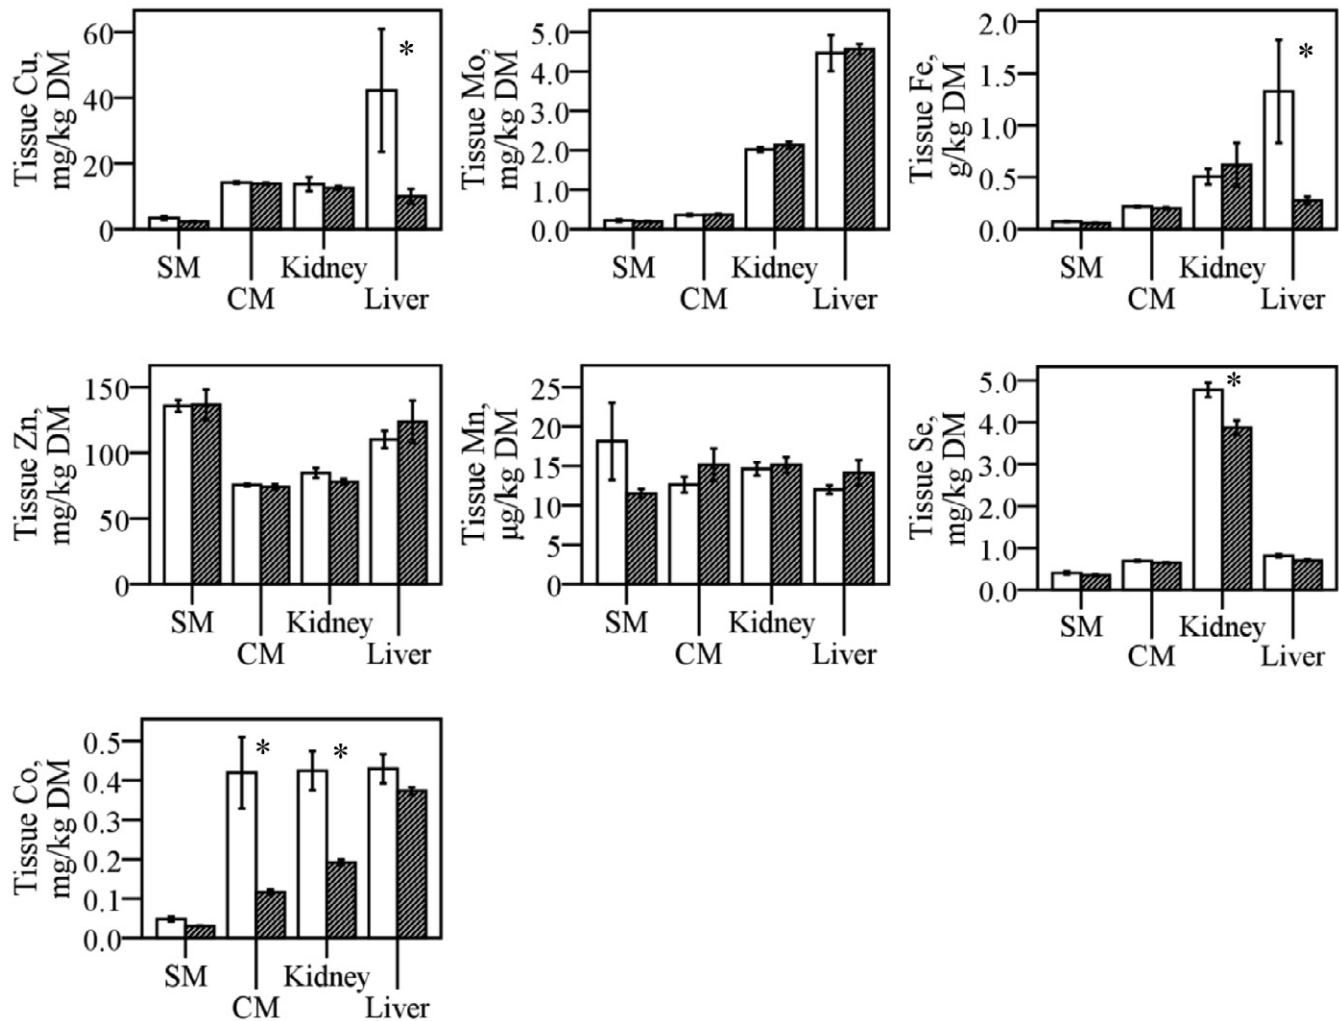 Tissue Cu,
mg/kg DM
60
40
20
0
*
SM
CM
Kidney
Liver
Tissue Mo,
mg/kg DM
5.0
4.0
3.0
2.0
1.0
0.0
SM
CM
Kidney
Liver
Tissue Fe,
g/kg DM
2.0
1.5
1.0
0.5
0.0
*
SM
CM
Kidney
Liver
Tissue Zn,
mg/kg DM
150
100
50
0
SM
CM
Kidney
Liver
Tissue Mn,
µg/kg DM
25
20
15
10
5
0
SM
CM
Kidney
Liver
Tissue Se,
mg/kg DM
5.0
4.0
3.0
2.0
1.0
0.0
*
SM
CM
Kidney
Liver
Tissue Co,
mg/kg DM
0.5
0.4
0.3
0.2
0.1
0.0
*
*
SM
CM
Kidney
Liver